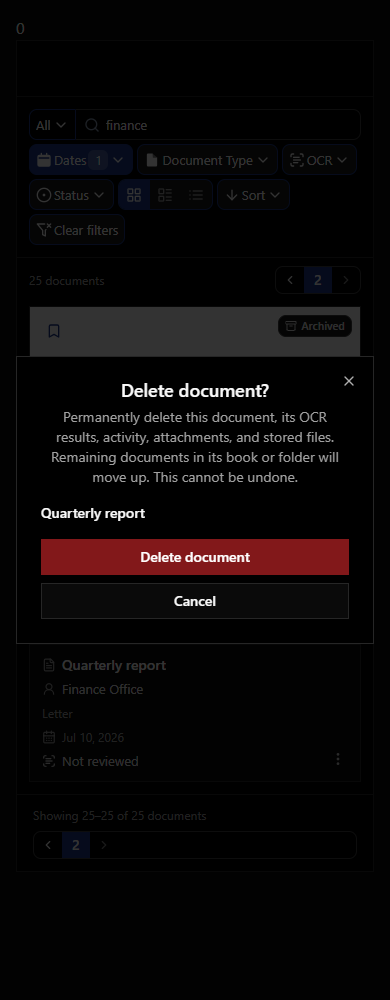 0
All
finance
Dates 1
Document Type
OCR
Status
Sort
Clear filters
25 documents
2
Archived
Delete document?
Permanently delete this document, its OCR
results, activity, attachments, and stored files.
Remaining documents in its book or folder will
move up. This cannot be undone.
Quarterly report
Delete document
Cancel
Quarterly report
Finance Office
Letter
Jul 10, 2026
Not reviewed
Showing 25–25 of 25 documents
2